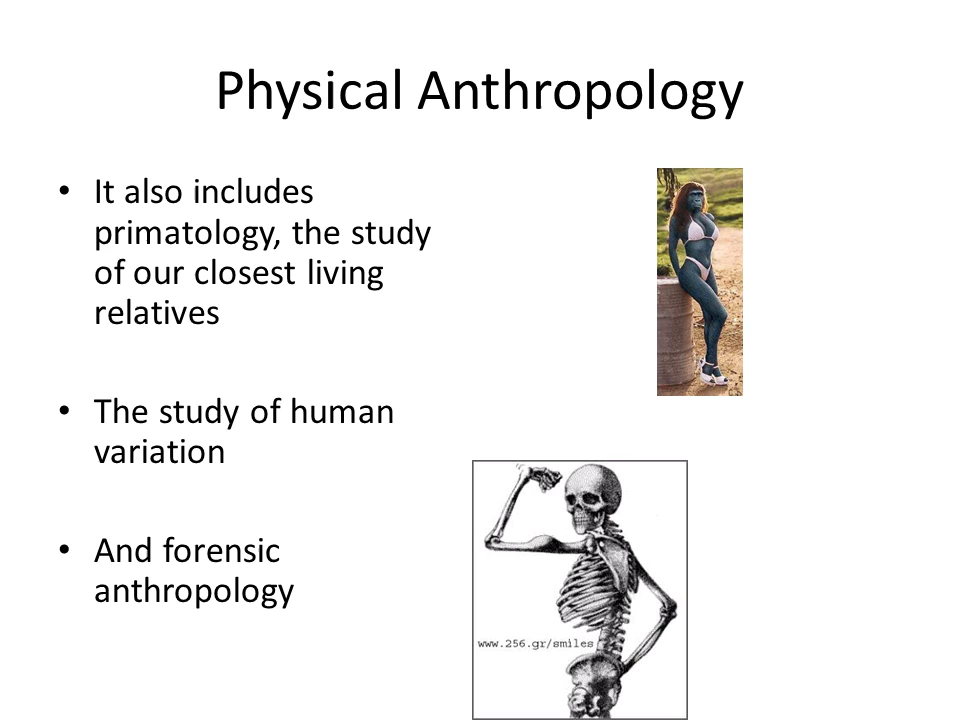 Physical Anthropology
• It also includes
primatology, the study
of our closest living
relatives
• The study of human
variation
• And forensic
anthropology
www.256.gr/smiles